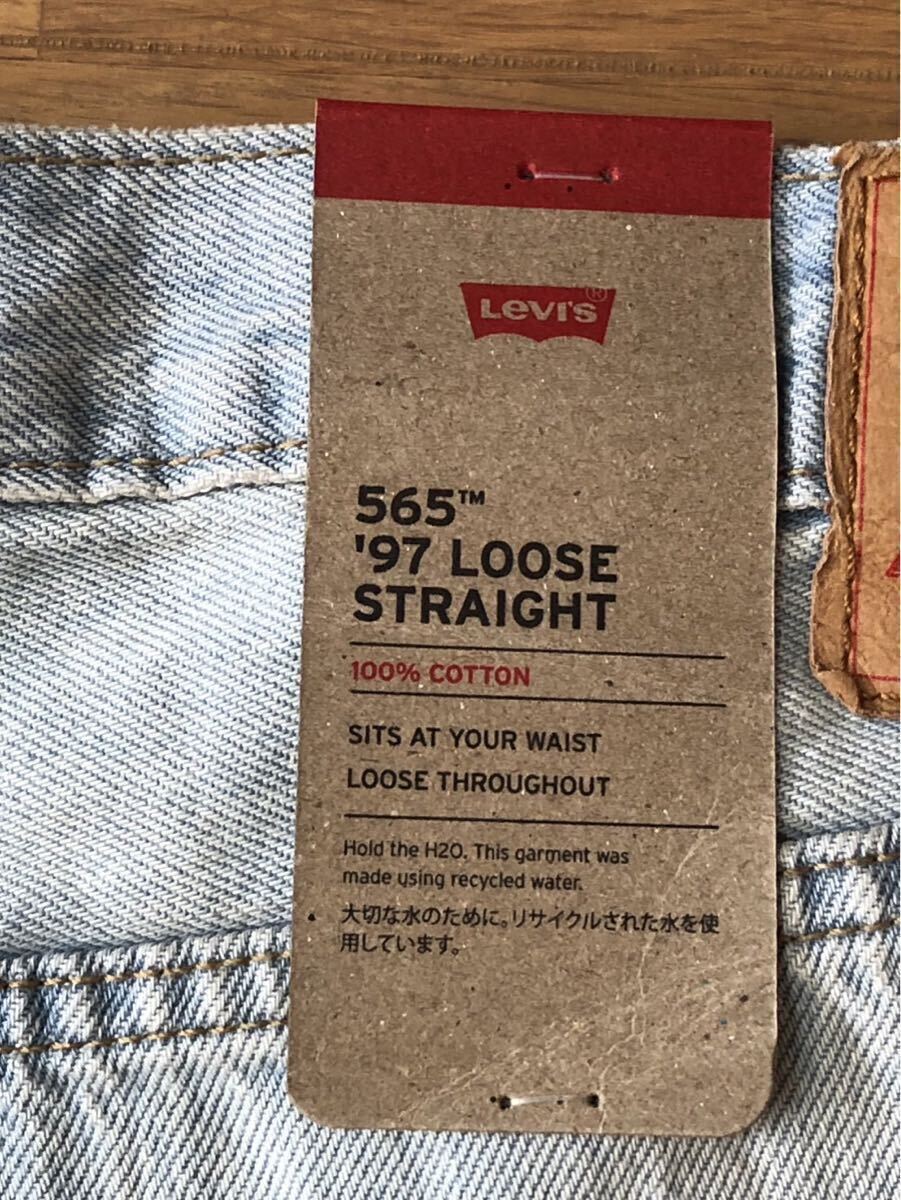 Levi's®
565™
'97 LOOSE
STRAIGHT
100% COTTON
SITS AT YOUR WAIST
LOOSE THROUGHOUT
Hold the H2O. This garment was
made using recycled water.
大切な水のために。リサイクルされた水を使
用しています。